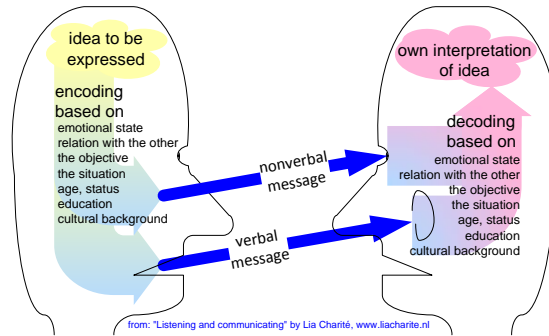 idea to be
expressed
encoding
based on
emotional state
relation with the other
the objective
the situation
age, status
education
cultural background
nonverbal
message
verbal
message
own interpretation
of idea
decoding
based on
emotional state
relation with the other
the objective
the situation
age, status
education
cultural background
from: "Listening and communicating" by Lia Charité, www.liacharite.nl